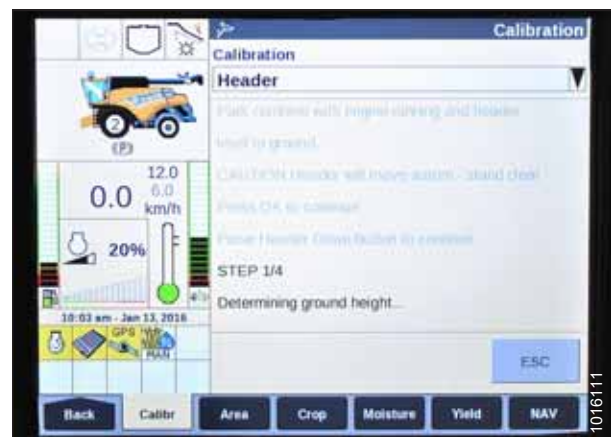 Calibration
Calibration
Header
Park combine with engine running and header
level to ground.
CAUTION Header will move autom.- stand clear
Press OK to continue
Press Header Down button to continue
STEP 1/4
Determining ground height...
ESC
2
(P)
12.0
6.0
0.0
km/h
20%
10:03 am - Jan 13, 2016
GPS
MAN
Back
Calibr
Area
Crop
Moisture
Yield
NAV
1016111